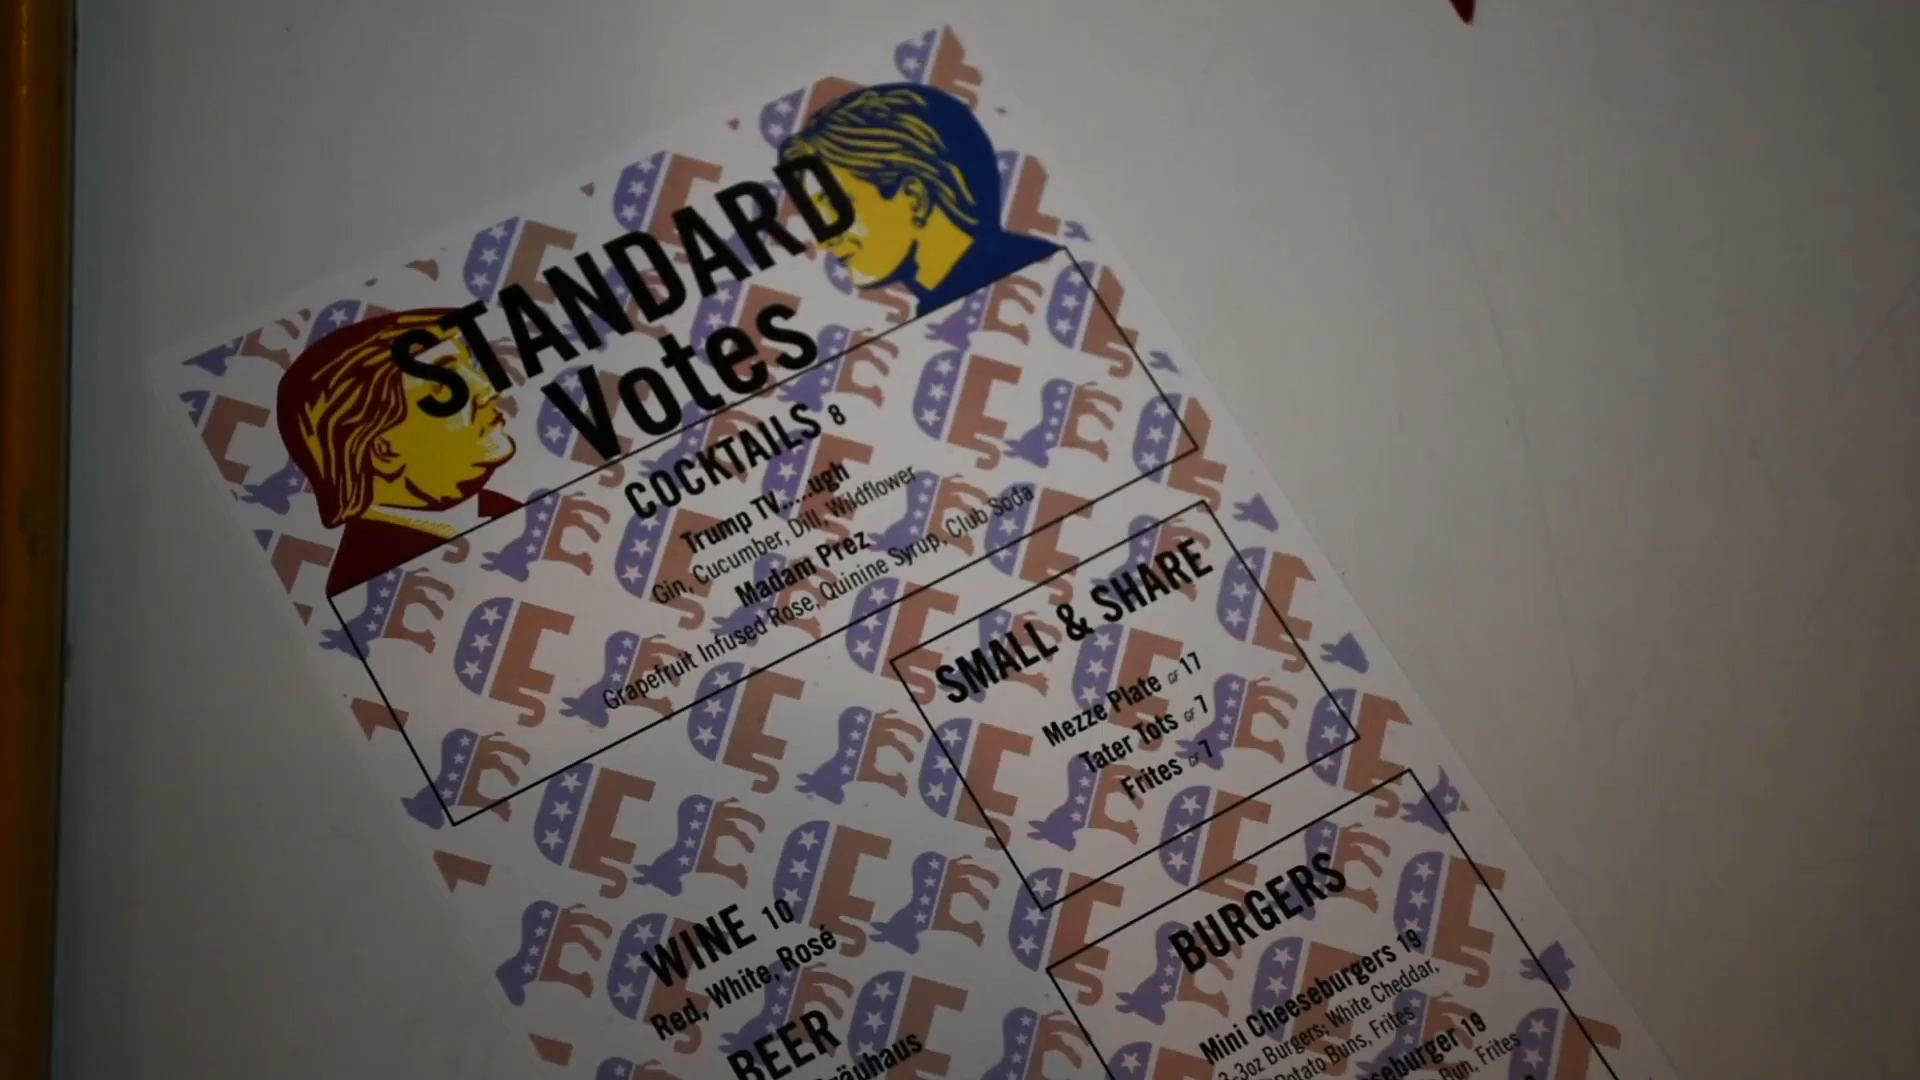 STANDARD
Votes
COCKTAILS 8
Trump TV.....ugh
Gin, Cucumber, Dill, Wildflower
Madam Prez
Grapefruit Infused Rose, Quinine Syrup, Club Soda
SMALL & SHARE
Mezze Plate GF 17
Tater Tots GF 7
Frites GF 7
WINE 10
Red, White, Rosé
BEER
BURGERS
Mini Cheeseburgers 19
3-3oz Burgers; White Cheddar,
Potato Buns, Frites
19
Bun, Frites